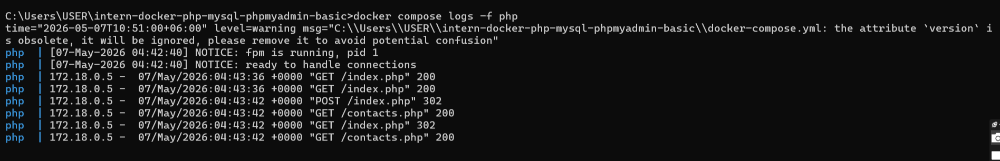 C:\Users\USER\intern-docker-php-mysql-phpmyadmin-basic>docker compose logs -f php
time="2026-05-07T10:51:00+06:00" level=warning msg="C:\\Users\\USER\\intern-docker-php-mysql-phpmyadmin-basic\\docker-compose.yml: the attribute `version` i
s obsolete, it will be ignored, please remove it to avoid potential confusion"
php  | [07-May-2026 04:42:40] NOTICE: fpm is running, pid 1
php  | [07-May-2026 04:42:40] NOTICE: ready to handle connections
php  | 172.18.0.5 -  07/May/2026:04:43:36 +0000 "GET /index.php" 200
php  | 172.18.0.5 -  07/May/2026:04:43:36 +0000 "GET /index.php" 200
php  | 172.18.0.5 -  07/May/2026:04:43:42 +0000 "POST /index.php" 302
php  | 172.18.0.5 -  07/May/2026:04:43:42 +0000 "GET /contacts.php" 200
php  | 172.18.0.5 -  07/May/2026:04:43:42 +0000 "GET /index.php" 302
php  | 172.18.0.5 -  07/May/2026:04:43:42 +0000 "GET /contacts.php" 200